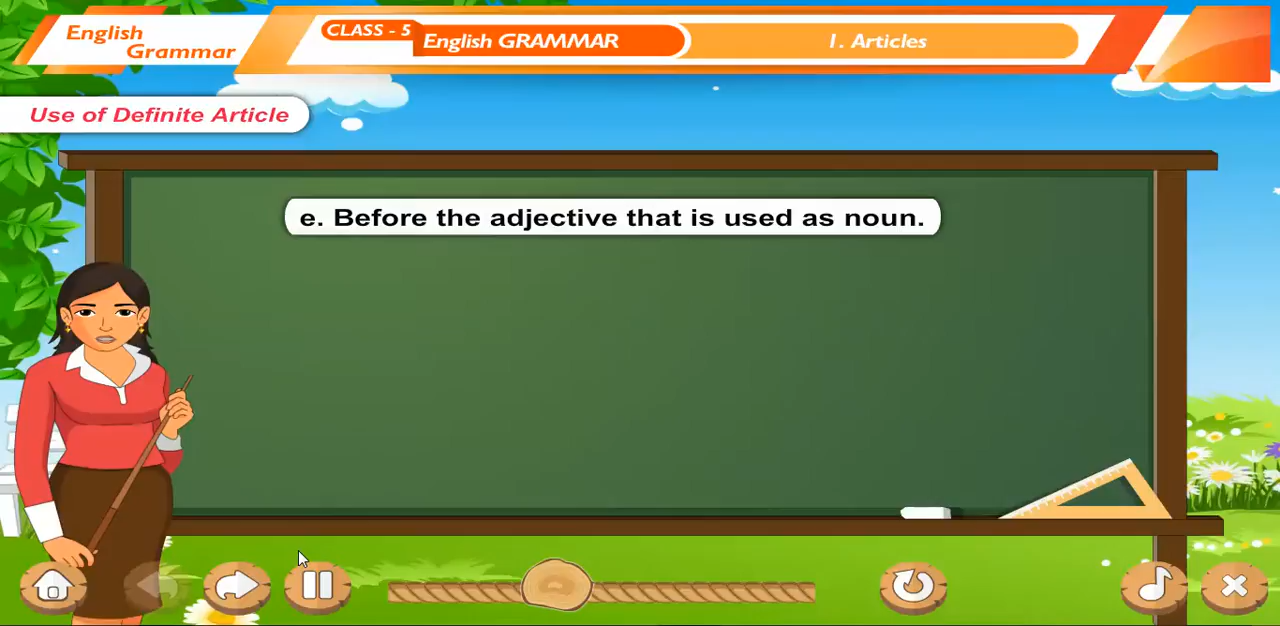 English
Grammar
CLASS - 5
English GRAMMAR
1. Articles
Use of Definite Article
e. Before the adjective that is used as noun.